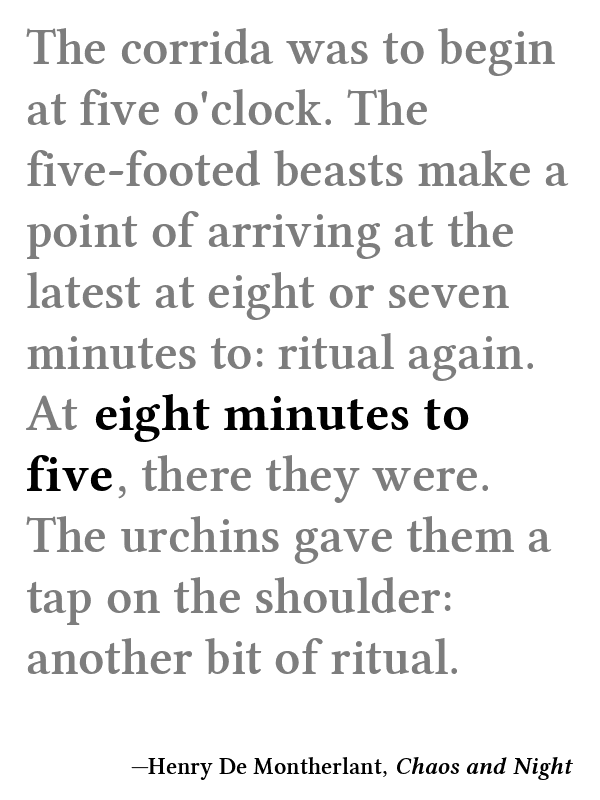 The corrida was to begin
at five o'clock. The
five-footed beasts make a
point of arriving at the
latest at eight or seven
minutes to: ritual again.
At eight minutes to
five, there they were.
The urchins gave them a
tap on the shoulder:
another bit of ritual.
—Henry De Montherlant, Chaos and Night